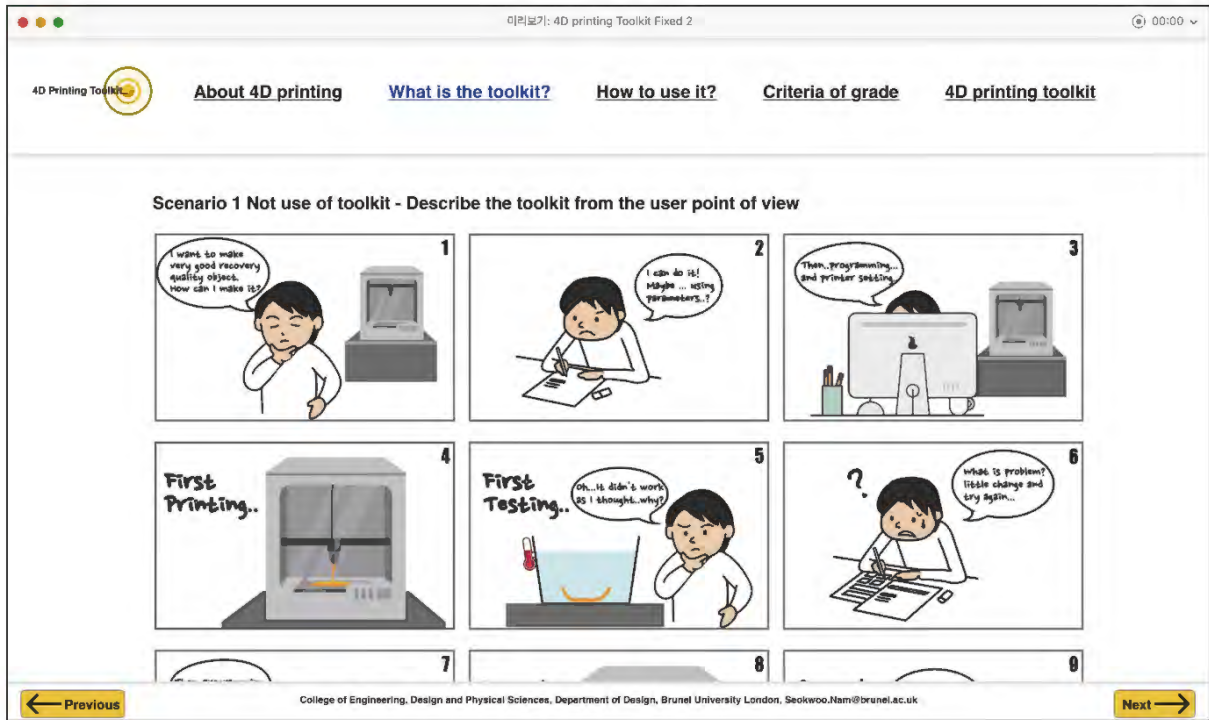 미리보기: 4D printing Toolkit Fixed 2
00:00
4D Printing Toolkit..
About 4D printing
What is the toolkit?
How to use it?
Criteria of grade
4D printing toolkit
Scenario 1 Not use of toolkit - Describe the toolkit from the user point of view
1
I want to make
very good recovery
quality object.
How can I make it?
2
I can do it!
Maybe ... using
parameters..?
3
Then..programming...
and printer setting
4
First
Printing..
5
First
Testing..
Oh...it didn't work
as I thought..why?
6
?
What is problem?
little change and
try again...
7
8
9
Previous
College of Engineering, Design and Physical Sciences, Department of Design, Brunel University London, Seokwoo.Nam@brunel.ac.uk
Next